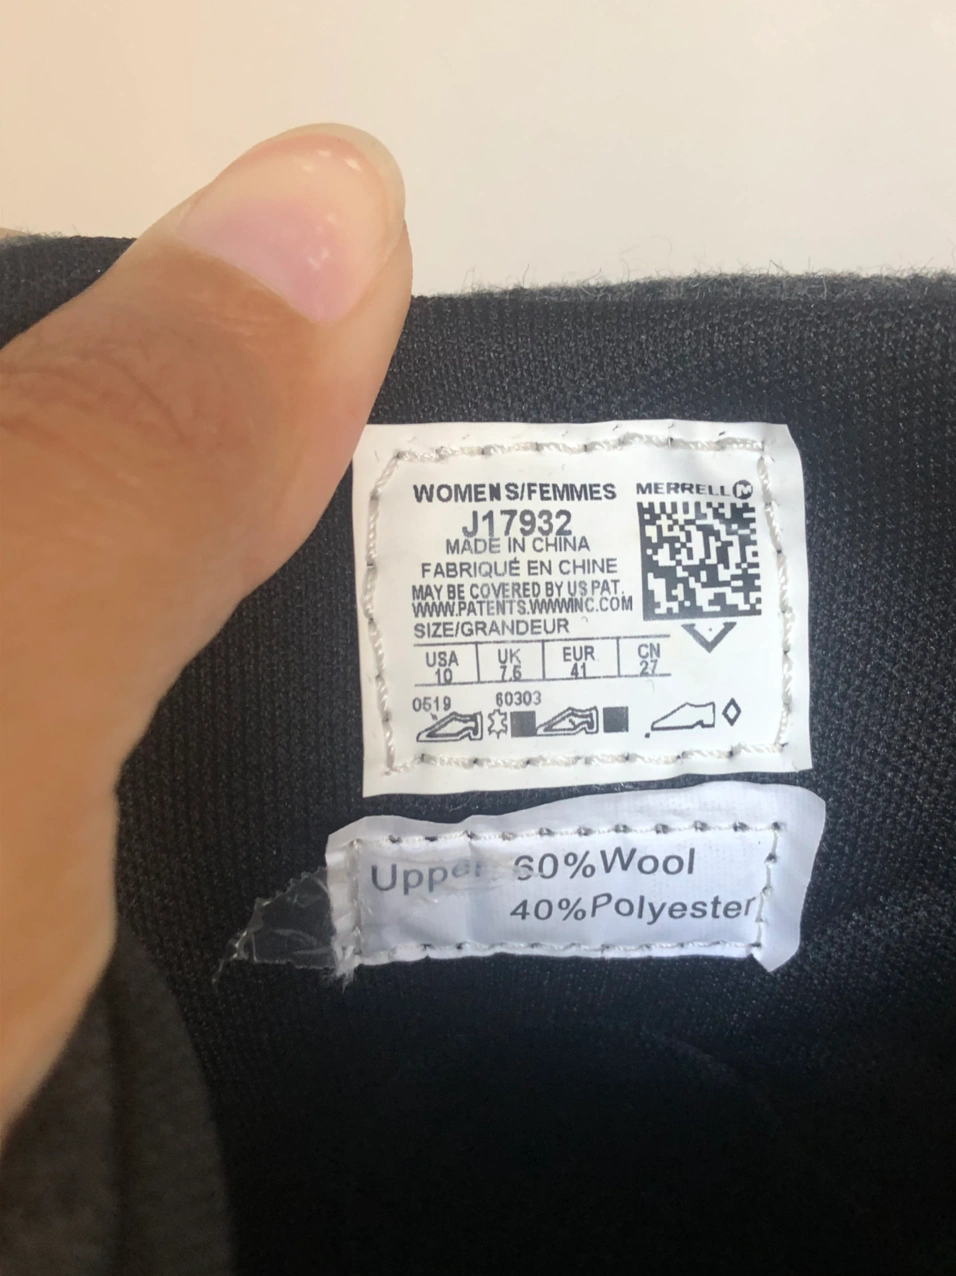 WOMENS/FEMMES
MERRELL
J17932
MADE IN CHINA
FABRIQUÉ EN CHINE
MAY BE COVERED BY US PAT.
WWW.PATENTS.WWWINC.COM
SIZE/GRANDEUR
USA UK EUR CN
10 7.5 41 27
0519 60303
Upper 60%Wool
40%Polyester